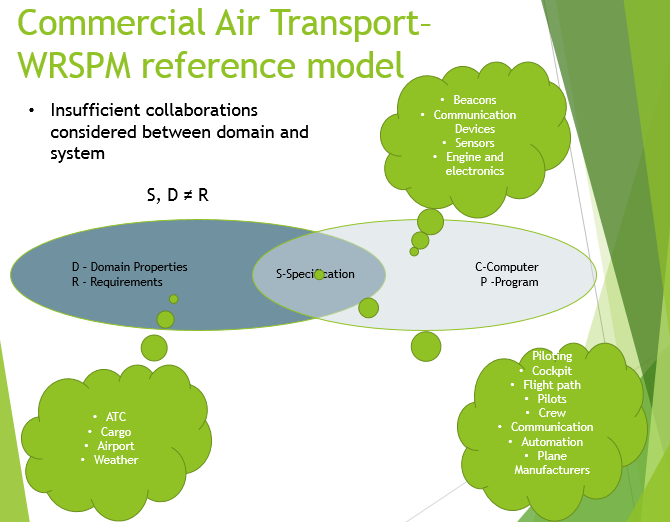 Commercial Air Transport–
WRSPM reference model
• Insufficient collaborations
considered between domain and
system
S, D ≠ R
• Beacons
• Communication
Devices
• Sensors
• Engine and
electronics
D – Domain Properties
R - Requirements
S-Specification
C-Computer
P -Program
• ATC
• Cargo
• Airport
• Weather
Piloting
• Cockpit
• Flight path
• Pilots
• Crew
• Communication
• Automation
• Plane
Manufacturers